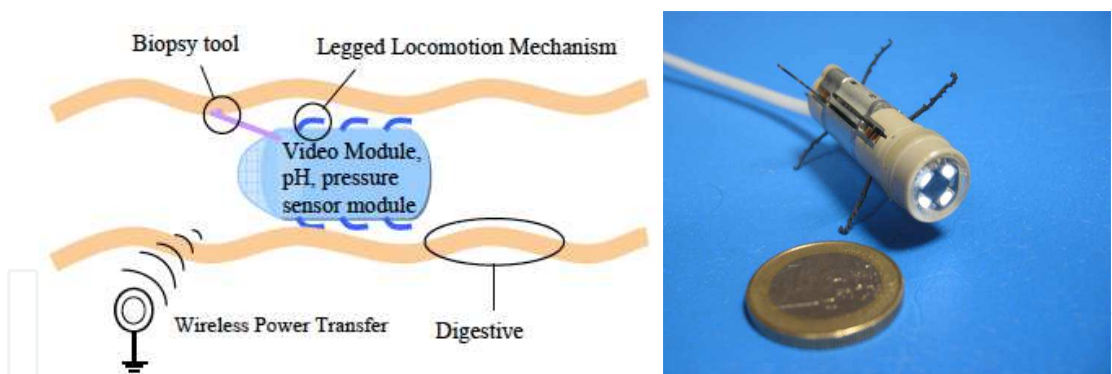 Biopsy tool
Legged Locomotion Mechanism
Video Module,
pH, pressure
sensor module
Wireless Power Transfer
Digestive